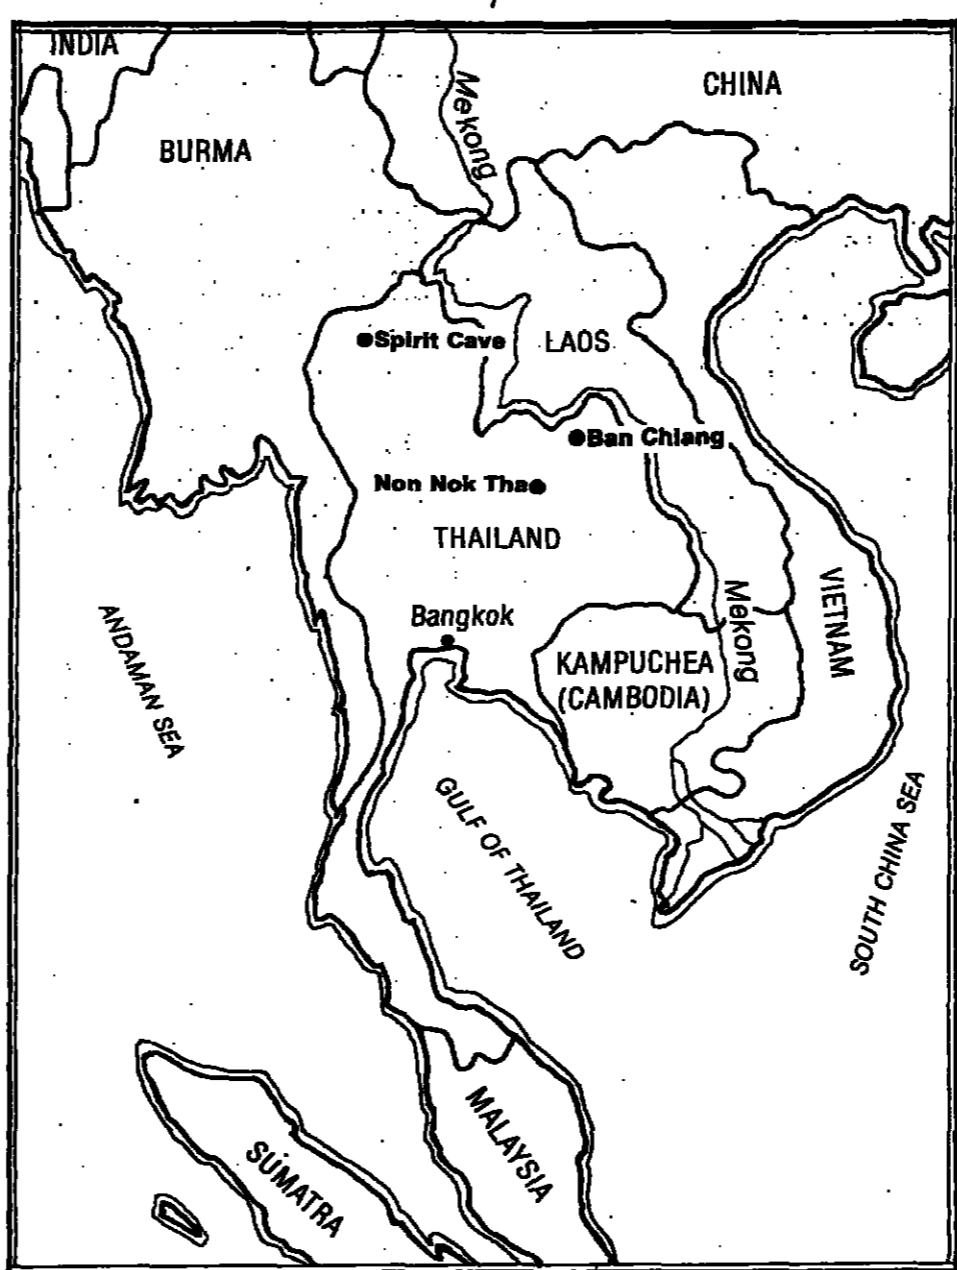 INDIA
CHINA
Mekong
BURMA
Spirit Cave
LAOS
Ban Chiang
Non Nok Tha
THAILAND
Mekong
VIETNAM
Bangkok
ANDAMAN SEA
KAMPUCHEA
(CAMBODIA)
GULF OF THAILAND
SOUTH CHINA SEA
MALAYSIA
SUMATRA